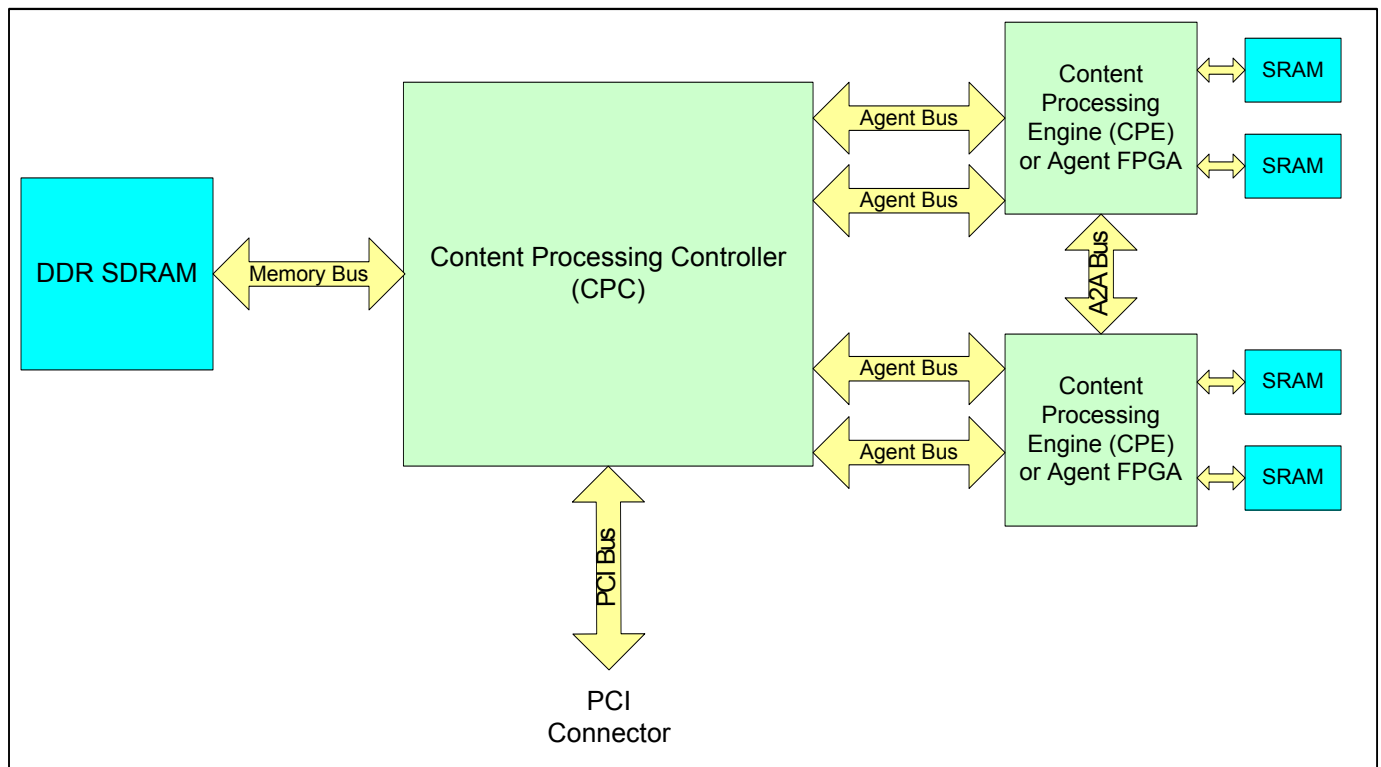 DDR SDRAM
Memory Bus
Content Processing Controller
(CPC)
PCI Bus
PCI
Connector
Agent Bus
Agent Bus
Agent Bus
Agent Bus
Content
Processing
Engine (CPE)
or Agent FPGA
SRAM
SRAM
A2A Bus
Content
Processing
Engine (CPE)
or Agent FPGA
SRAM
SRAM